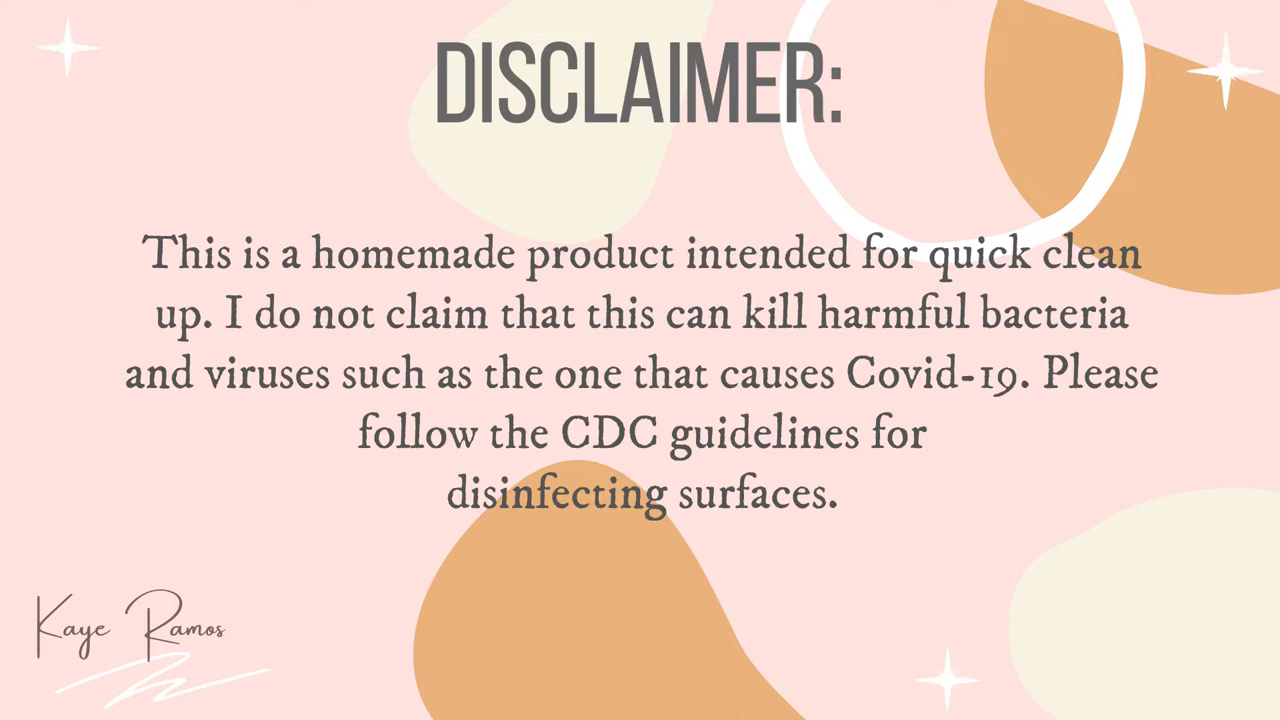 DISCLAIMER:
This is a homemade product intended for quick clean
up. I do not claim that this can kill harmful bacteria
and viruses such as the one that causes Covid-19. Please
follow the CDC guidelines for
disinfecting surfaces.
Kaye Ramos